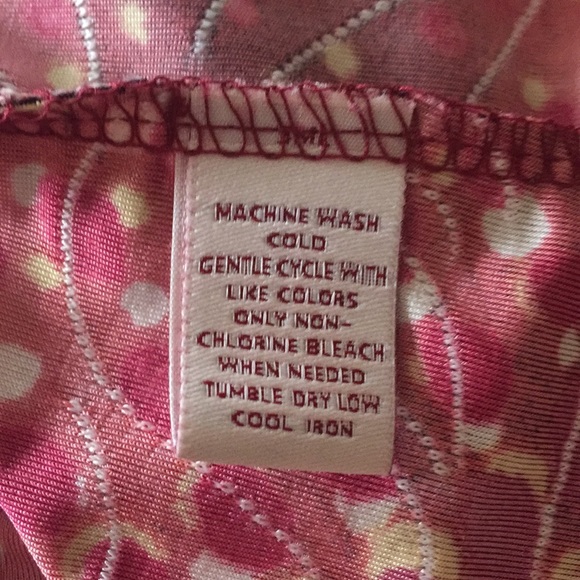 MACHINE WASH
COLD
GENTLE CYCLE WITH
LIKE COLORS
ONLY NON-
CHLORINE BLEACH
WHEN NEEDED
TUMBLE DRY LOW
COOL IRON